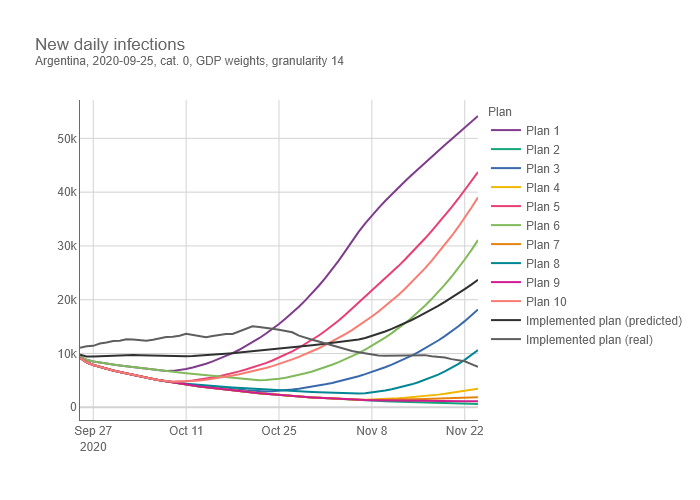 New daily infections
Argentina, 2020-09-25, cat. 0, GDP weights, granularity 14
Plan
Plan 1
Plan 2
Plan 3
Plan 4
Plan 5
Plan 6
Plan 7
Plan 8
Plan 9
Plan 10
Implemented plan (predicted)
Implemented plan (real)
50k
40k
30k
20k
10k
0
Sep 27
2020
Oct 11
Oct 25
Nov 8
Nov 22